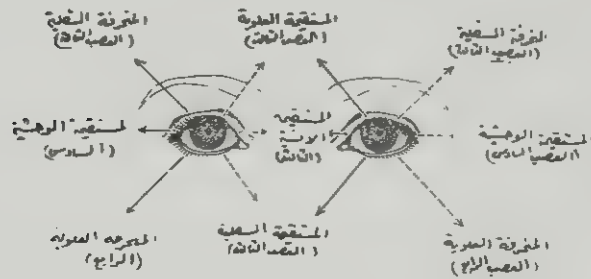 المنحرفة السفلية
(العصب الثالث)
المستقيمة العلوية
(العصب الثالث)
المنحرفة السفلية
(العصب الثالث)
المستقيمة الوحشية
(السادس)
المستقيمة
الانسية
(الثالث)
المستقيمة الوحشية
(العصب السادس)
المنحرفة العلوية
(الرابع)
المستقيمة السفلية
(العصب الثالث)
المنحرفة العلوية
(العصب الرابع)